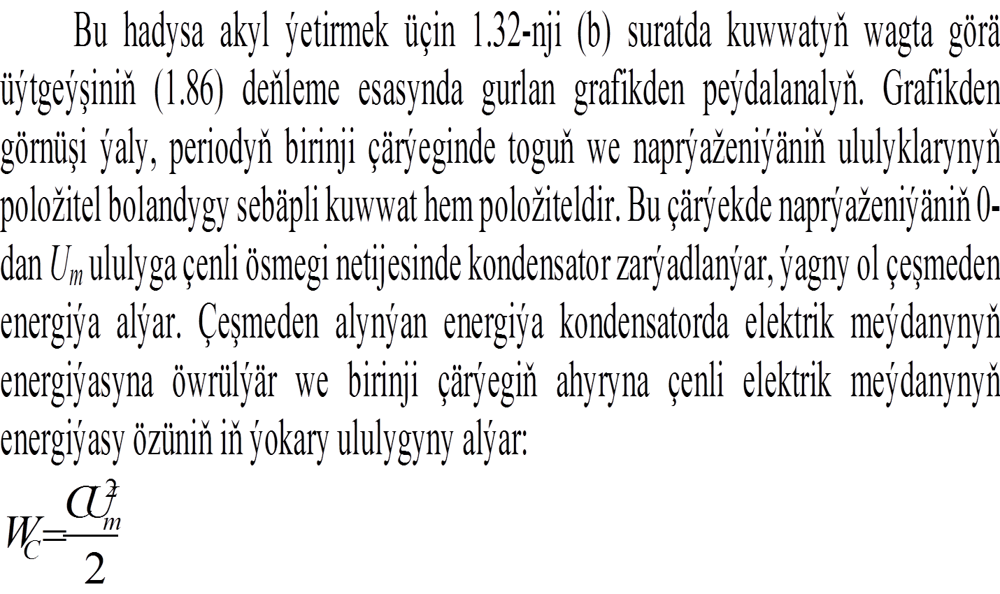 Bu hadysa akyl ýetirmek üçin 1.32-nji (b) suratda kuwwatyň wagta görä
üýtgeýşiniň (1.86) deňleme esasynda gurlan grafikden peýdalanalyň. Grafikden
görnüşi ýaly, periodyň birinji çärýeginde toguň we naprýaženiýäniň ululyklarynyň
položitel bolandygy sebäpli kuwwat hem položiteldir. Bu çärýekde naprýaženiýäniň 0-
dan Um ululyga çenli ösmegi netijesinde kondensator zarýadlanýar, ýagny ol çeşmeden
energiýa alýar. Çeşmeden alynýan energiýa kondensatorda elektrik meýdanynyň
energiýasyna öwrülýär we birinji çärýegiň ahyryna çenli elektrik meýdanynyň
energiýasy özüniň iň ýokary ululygyny alýar:
W_C = CU_m^2 / 2